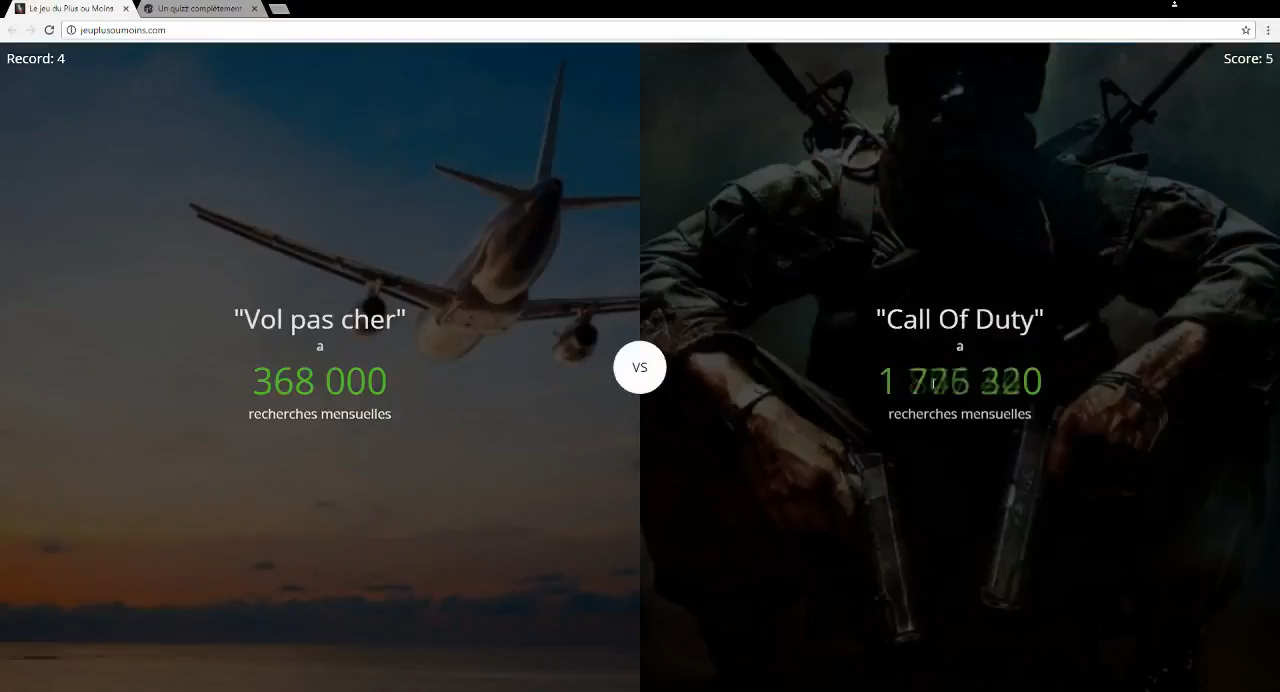 Le jeu du Plus ou Moins
Un quizz complètement
jeuplusoumoins.com
Record: 4
Score: 5
"Vol pas cher"
a
368 000
recherches mensuelles
VS
"Call Of Duty"
a
recherches mensuelles